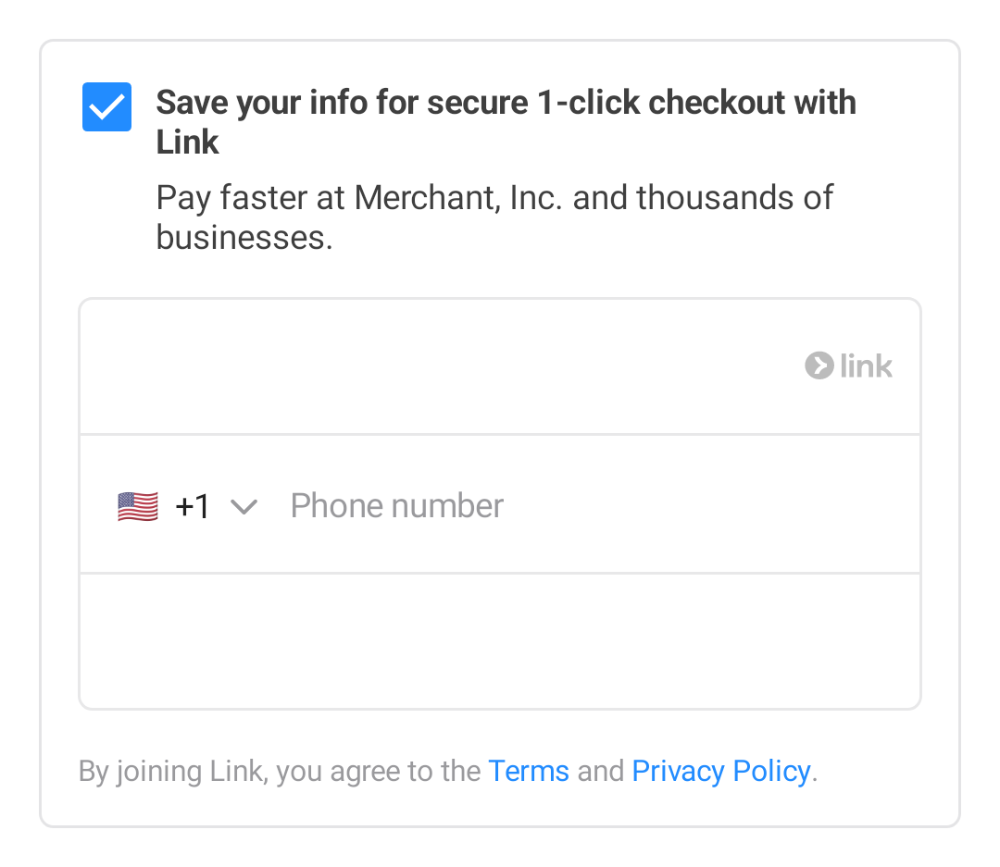 Save your info for secure 1-click checkout with
Link
Pay faster at Merchant, Inc. and thousands of
businesses.
link
+1 Phone number
By joining Link, you agree to the Terms and Privacy Policy.